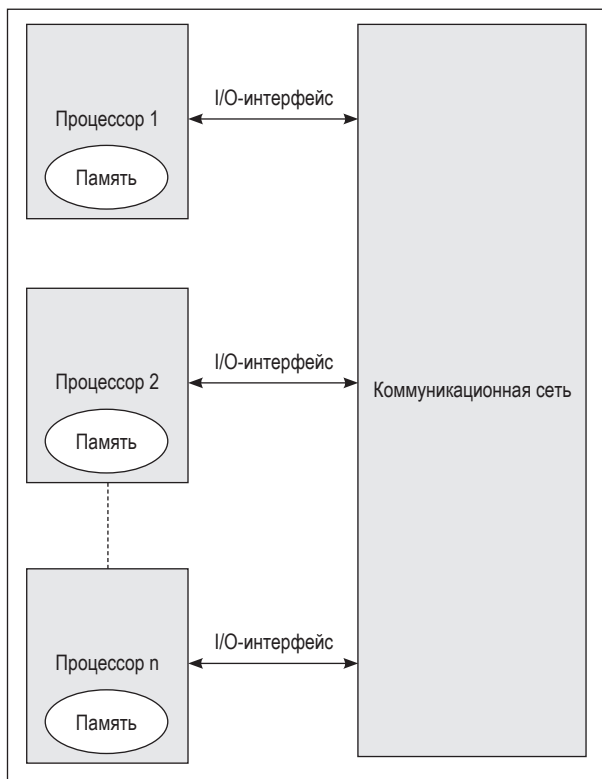 I/O-интерфейс
Процессор 1
Память
I/O-интерфейс
Процессор 2
Коммуникационная сеть
Память
I/O-интерфейс
Процессор n
Память